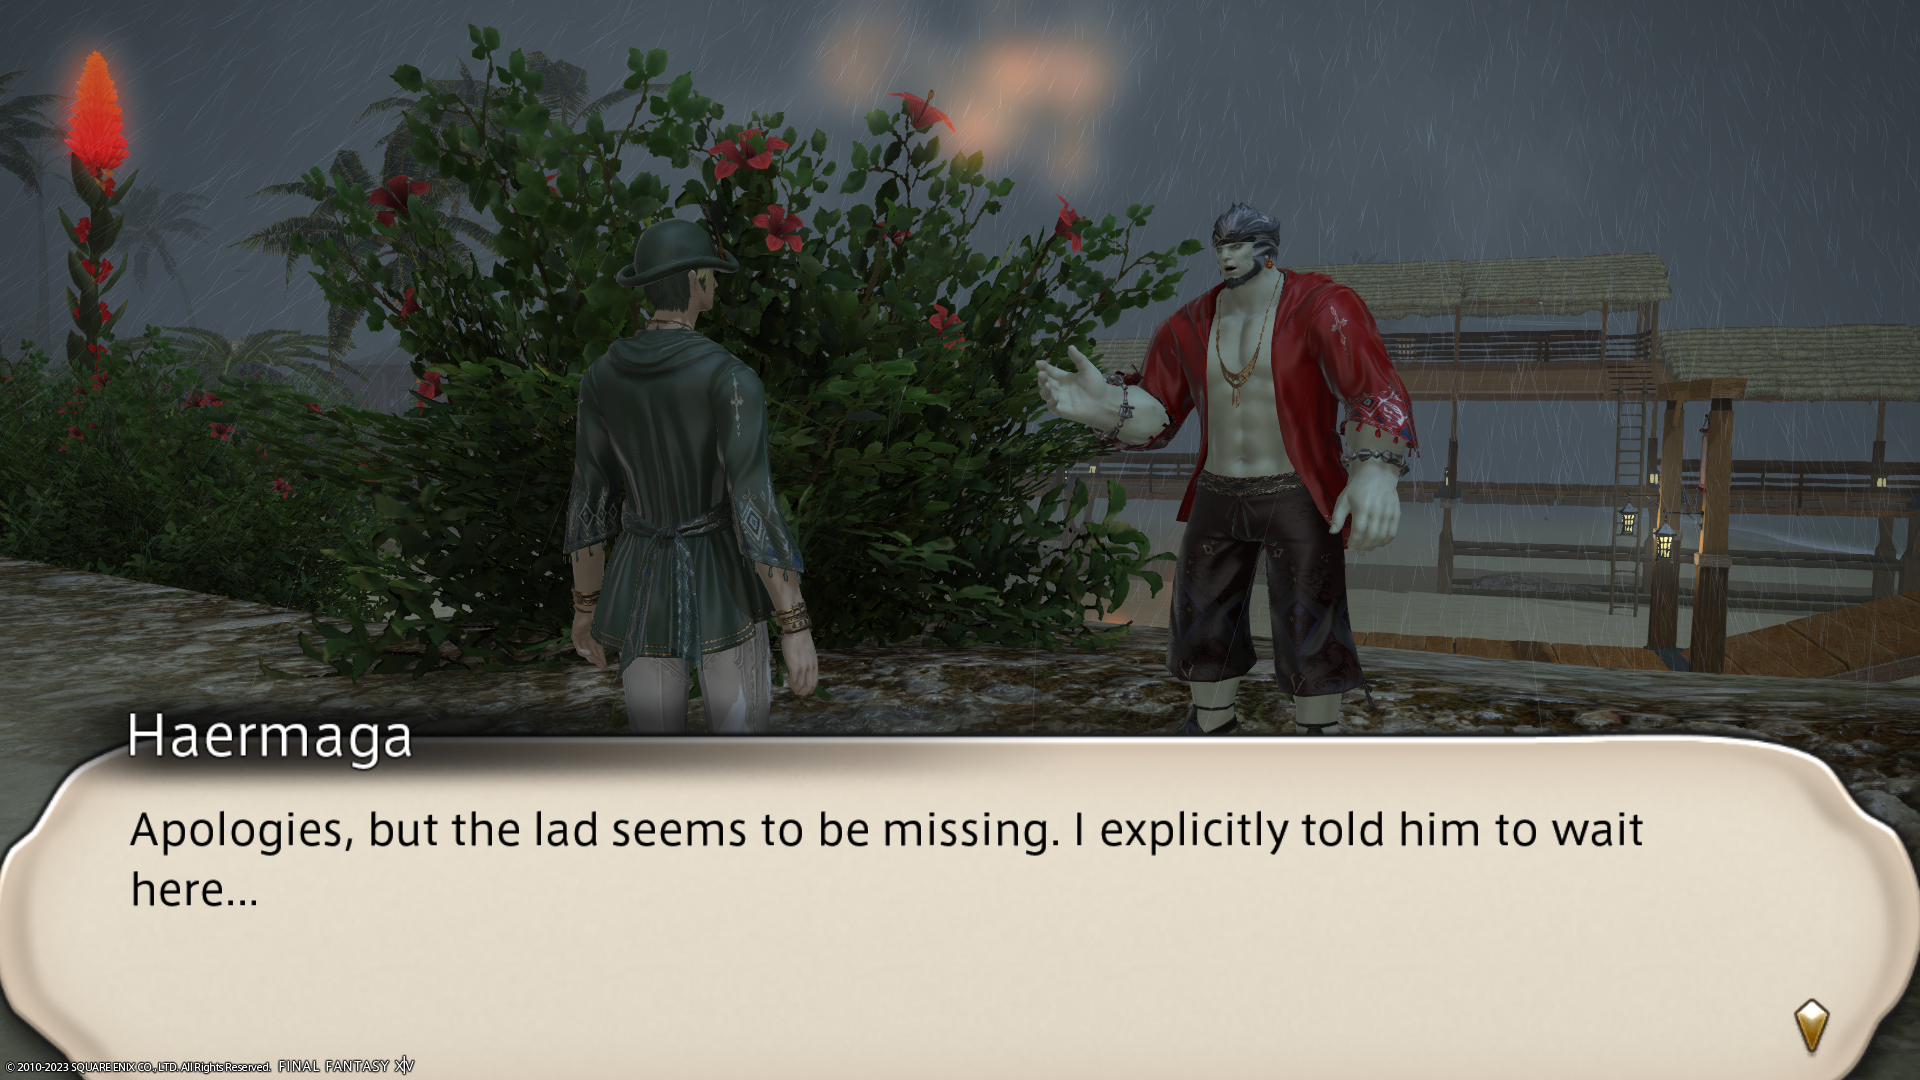 Haermaga
Apologies, but the lad seems to be missing. I explicitly told him to wait
here...
© 2010-2023 SQUARE ENIX CO., LTD. All Rights Reserved. FINAL FANTASY XIV